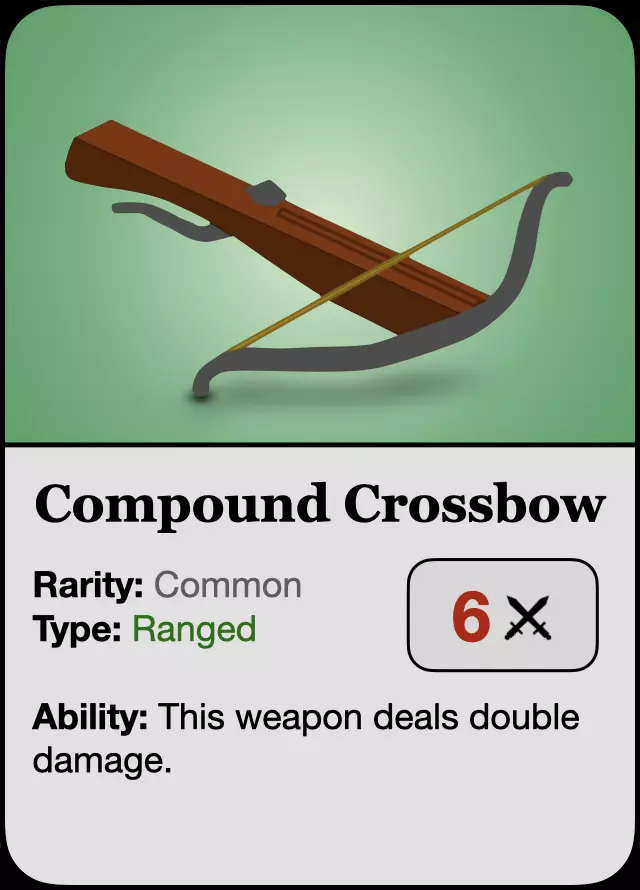 Compound Crossbow
Rarity: Common
Type: Ranged
6
Ability: This weapon deals double
damage.